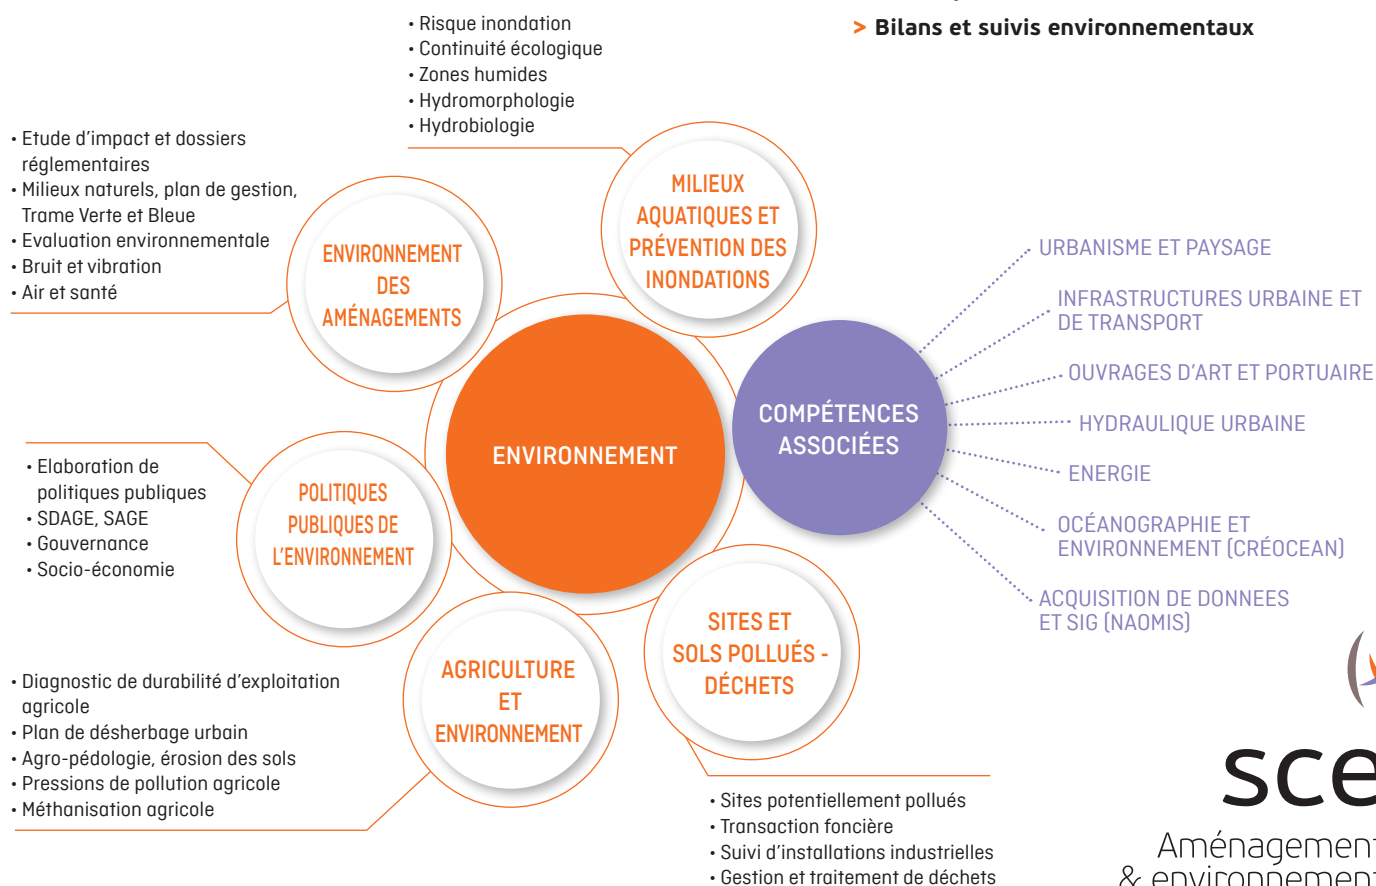 • Risque inondation
• Continuité écologique
• Zones humides
• Hydromorphologie
• Hydrobiologie
> Bilans et suivis environnementaux
• Etude d'impact et dossiers
réglementaires
• Milieux naturels, plan de gestion,
Trame Verte et Bleue
• Evaluation environnementale
• Bruit et vibration
• Air et santé
ENVIRONNEMENT
DES
AMÉNAGEMENTS
MILIEUX
AQUATIQUES ET
PRÉVENTION DES
INONDATIONS
ENVIRONNEMENT
COMPÉTENCES
ASSOCIÉES
URBANISME ET PAYSAGE
INFRASTRUCTURES URBAINE ET
DE TRANSPORT
OUVRAGES D'ART ET PORTUAIRE
HYDRAULIQUE URBAINE
ENERGIE
OCÉANOGRAPHIE ET
ENVIRONNEMENT (CRÉOCEAN)
ACQUISITION DE DONNEES
ET SIG (NAOMIS)
• Elaboration de
politiques publiques
• SDAGE, SAGE
• Gouvernance
• Socio-économie
POLITIQUES
PUBLIQUES DE
L'ENVIRONNEMENT
• Diagnostic de durabilité d'exploitation
agricole
• Plan de désherbage urbain
• Agro-pédologie, érosion des sols
• Pressions de pollution agricole
• Méthanisation agricole
AGRICULTURE
ET
ENVIRONNEMENT
SITES ET
SOLS POLLUÉS -
DÉCHETS
• Sites potentiellement pollués
• Transaction foncière
• Suivi d'installations industrielles
• Gestion et traitement de déchets
sce
Aménagement
& environnement